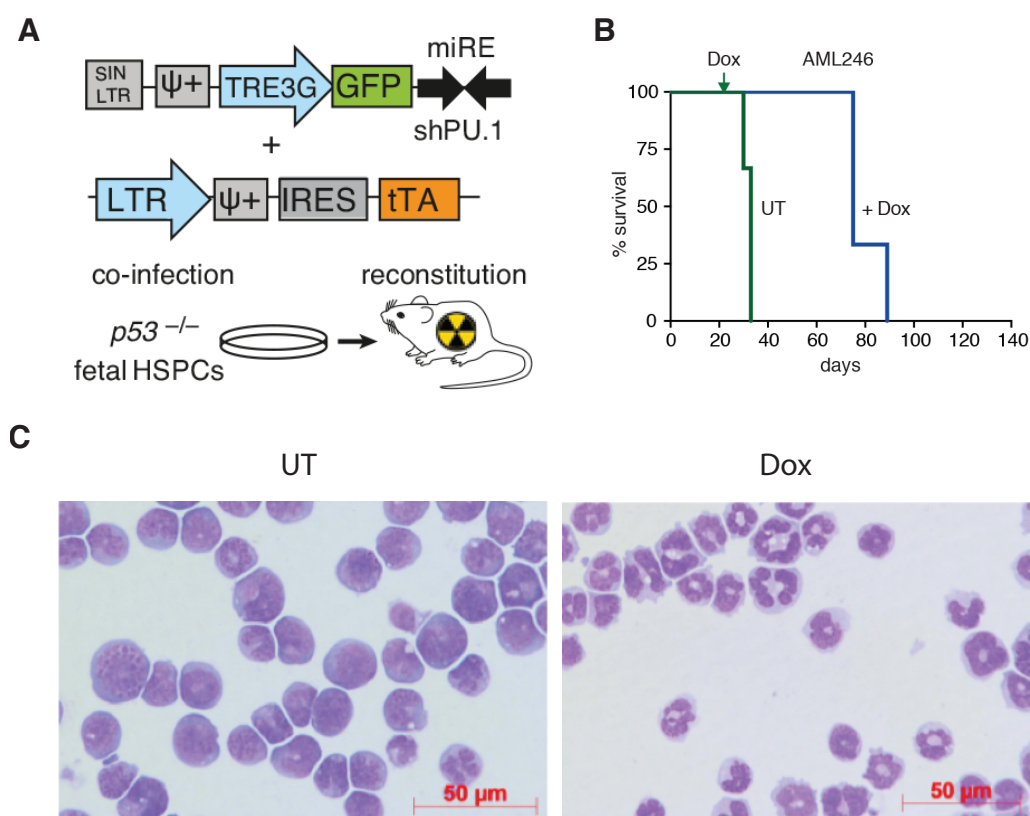 A
SIN
LTR
ψ+
TRE3G
GFP
miRE
shPU.1
+
LTR
ψ+
IRES
tTA
co-infection
reconstitution
p53 –/–
fetal HSPCs
B
Dox
AML246
100
75
50
25
0
% survival
UT
+ Dox
0
20
40
60
80
100
120
140
days
C
UT
Dox
50 µm
50 µm